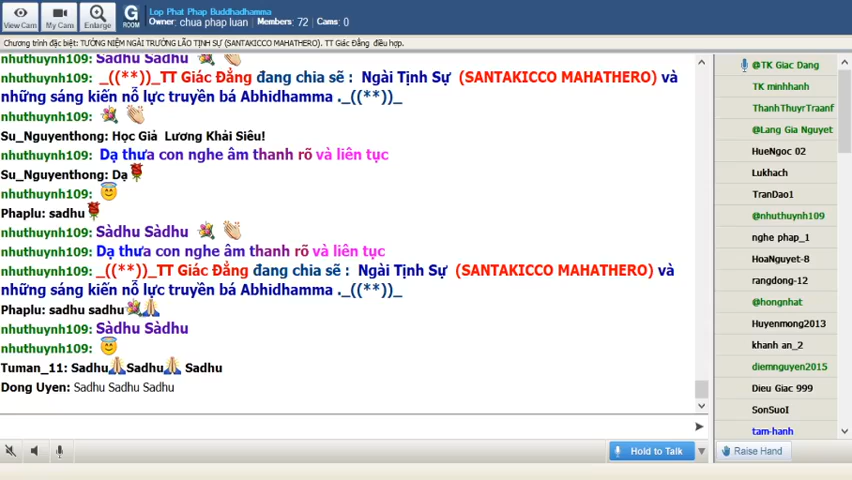 Lop Phat Phap Buddhadhamma
Owner: chua phap luan Members: 72 Cams: 0
View Cam
My Cam
Enlarge
G
ROOM
Chương trình đặc biệt: TƯỞNG NIỆM NGÀI TRƯỞNG LÃO TỊNH SỰ (SANTAKICCO MAHATHERO). TT Giác Đẳng điều hợp.
nhuthuynh109: Sàdhu Sàdhu
nhuthuynh109: _((**))_TT Giác Đẳng đang chia sẽ : Ngài Tịnh Sự (SANTAKICCO MAHATHERO) và
những sáng kiến nỗ lực truyền bá Abhidhamma ._((**)_
nhuthuynh109:
Su_Nguyenthong: Học Giả Lương Khải Siêu!
nhuthuynh109: Dạ thưa con nghe âm thanh rõ và liên tục
Su_Nguyenthong: Dạ
nhuthuynh109:
Phaplu: sadhu
nhuthuynh109: Sàdhu Sàdhu
nhuthuynh109: Dạ thưa con nghe âm thanh rõ và liên tục
nhuthuynh109: _((**))_TT Giác Đẳng đang chia sẽ : Ngài Tịnh Sự (SANTAKICCO MAHATHERO) và
những sáng kiến nỗ lực truyền bá Abhidhamma ._((**)_
Phaplu: sadhu sadhu
nhuthuynh109: Sàdhu Sàdhu
nhuthuynh109:
Tuman_11: Sadhu Sadhu Sadhu
Dong Uyen: Sadhu Sadhu Sadhu
@TK Giac Dang
TK minhhanh
ThanhThuyrTraanf
@Lang Gia Nguyet
HueNgoc 02
Lukhach
TranDao1
@nhuthuynh109
nghe phap_1
HoaNguyet-8
rangdong-12
@hongnhat
Huyenmong2013
khanh an_2
diemnguyen2015
Dieu Giac 999
SonSuoI
tam-hanh
Hold to Talk
Raise Hand